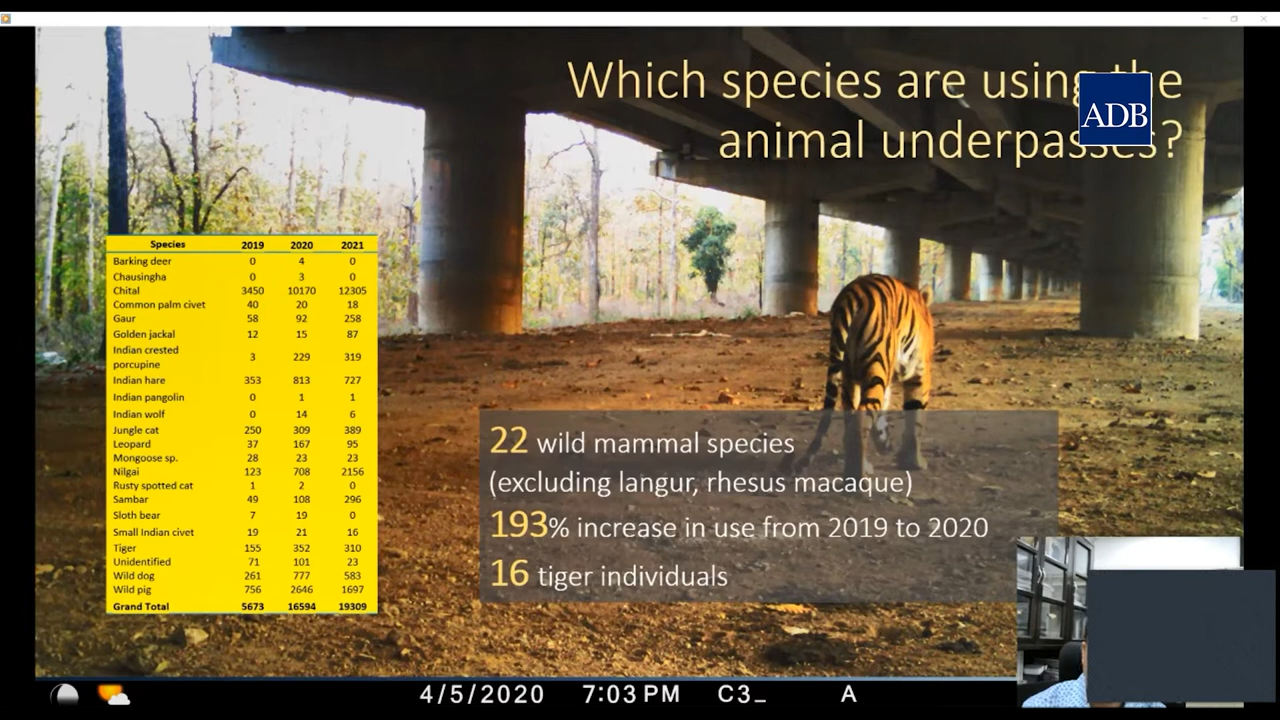 Which species are using the
animal underpasses?
ADB
Species 2019 2020 2021
Barking deer 0 4 0
Chausingha 0 3 0
Chital 3450 10170 12305
Common palm civet 40 20 18
Gaur 58 92 258
Golden jackal 12 15 87
Indian crested
porcupine 3 229 319
Indian hare 353 813 727
Indian pangolin 0 1 1
Indian wolf 0 14 6
Jungle cat 250 309 389
Leopard 37 167 95
Mongoose sp. 28 23 23
Nilgai 123 708 2156
Rusty spotted cat 1 2 0
Sambar 49 108 296
Sloth bear 7 19 0
Small Indian civet 19 21 16
Tiger 155 352 310
Unidentified 71 101 23
Wild dog 261 777 583
Wild pig 756 2646 1697
Grand Total 5673 16594 19309
22 wild mammal species
(excluding langur, rhesus macaque)
193% increase in use from 2019 to 2020
16 tiger individuals
4/5/2020 7:03 PM C3_ A